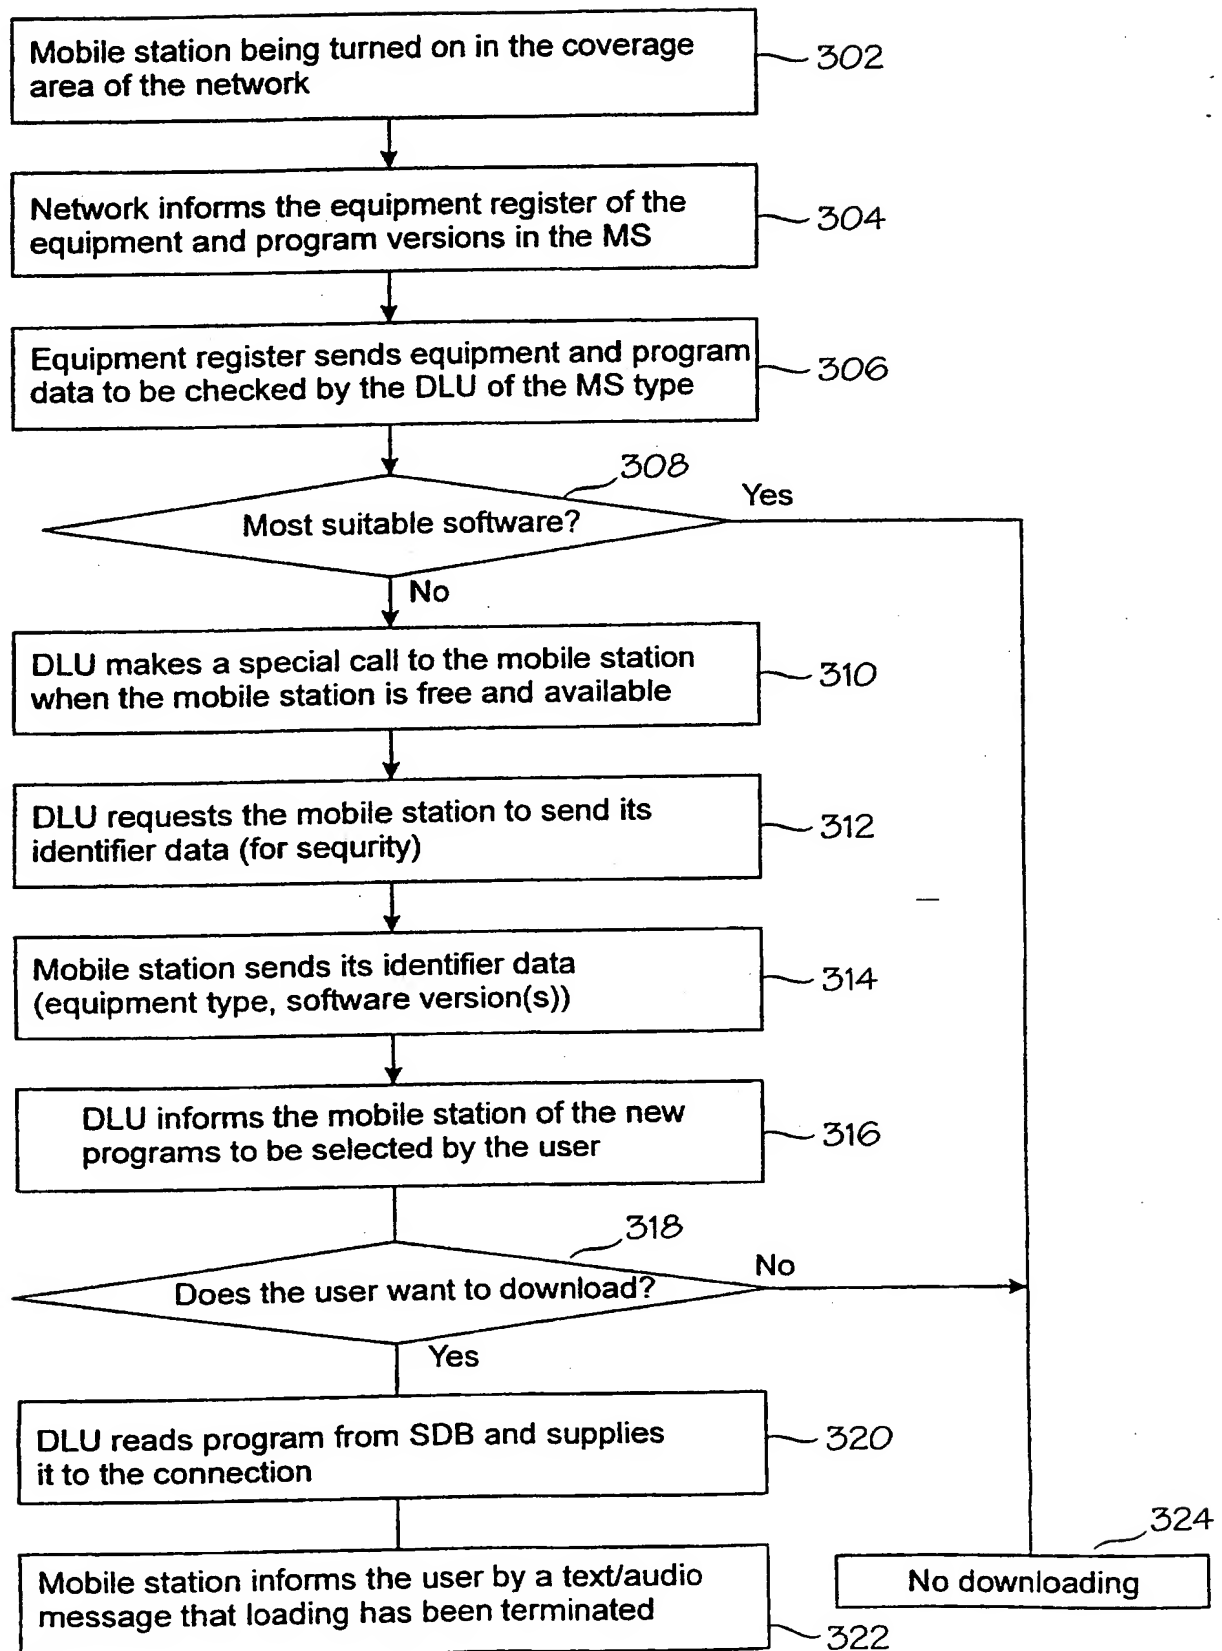 Mobile station being turned on in the coverage
area of the network
302
Network informs the equipment register of the
equipment and program versions in the MS
304
Equipment register sends equipment and program
data to be checked by the DLU of the MS type
306
308
Most suitable software?
Yes
No
DLU makes a special call to the mobile station
when the mobile station is free and available
310
DLU requests the mobile station to send its
identifier data (for sequrity)
312
Mobile station sends its identifier data
(equipment type, software version(s))
314
DLU informs the mobile station of the new
programs to be selected by the user
316
318
Does the user want to download?
No
Yes
DLU reads program from SDB and supplies
it to the connection
320
Mobile station informs the user by a text/audio
message that loading has been terminated
322
324
No downloading